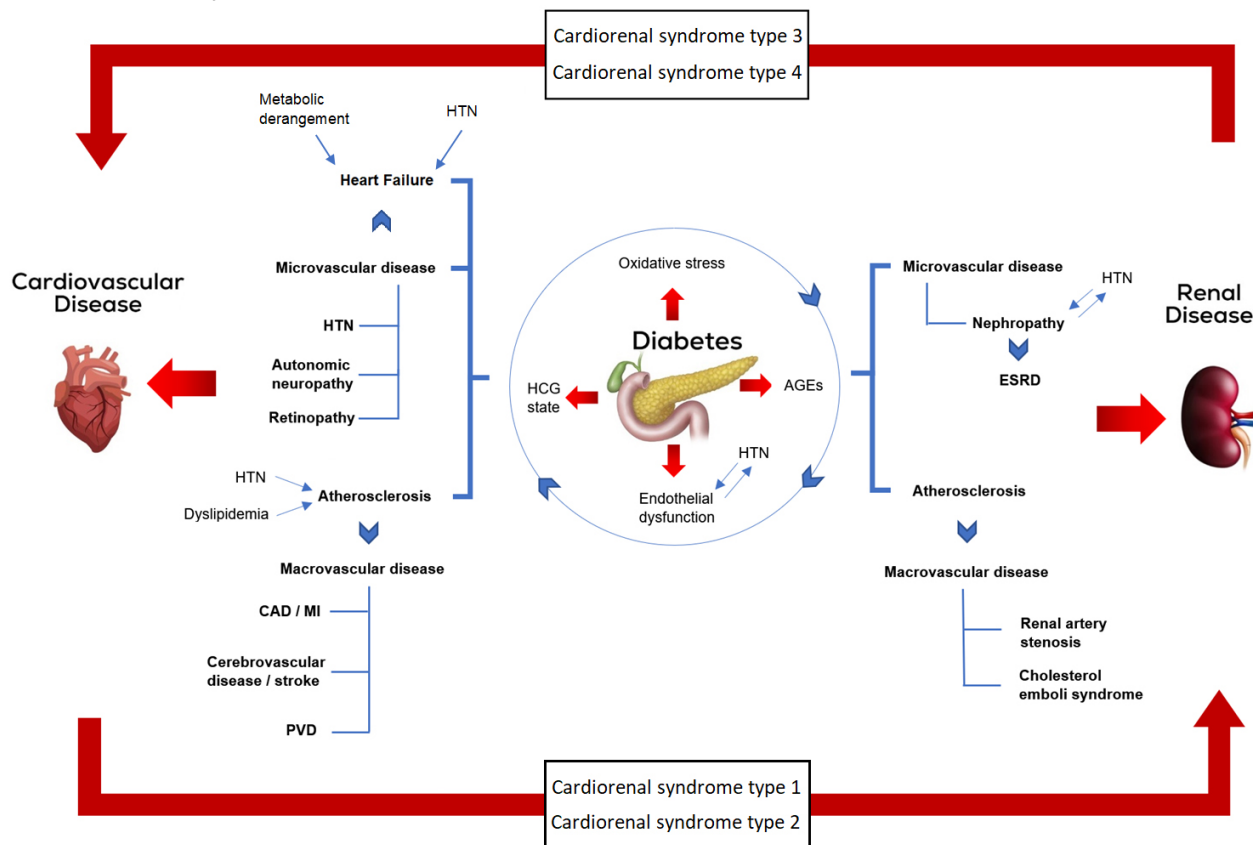 Cardiorenal syndrome type 3
Cardiorenal syndrome type 4
Metabolic
derangement
HTN
Heart Failure
Microvascular disease
HTN
Autonomic
neuropathy
Retinopathy
Cardiovascular
Disease
HTN
Dyslipidemia
Atherosclerosis
Macrovascular disease
CAD / MI
Cerebrovascular
disease / stroke
PVD
Oxidative stress
Diabetes
HCG
state
AGEs
HTN
Endothelial
dysfunction
Microvascular disease
HTN
Nephropathy
ESRD
Renal
Disease
Atherosclerosis
Macrovascular disease
Renal artery
stenosis
Cholesterol
emboli syndrome
Cardiorenal syndrome type 1
Cardiorenal syndrome type 2